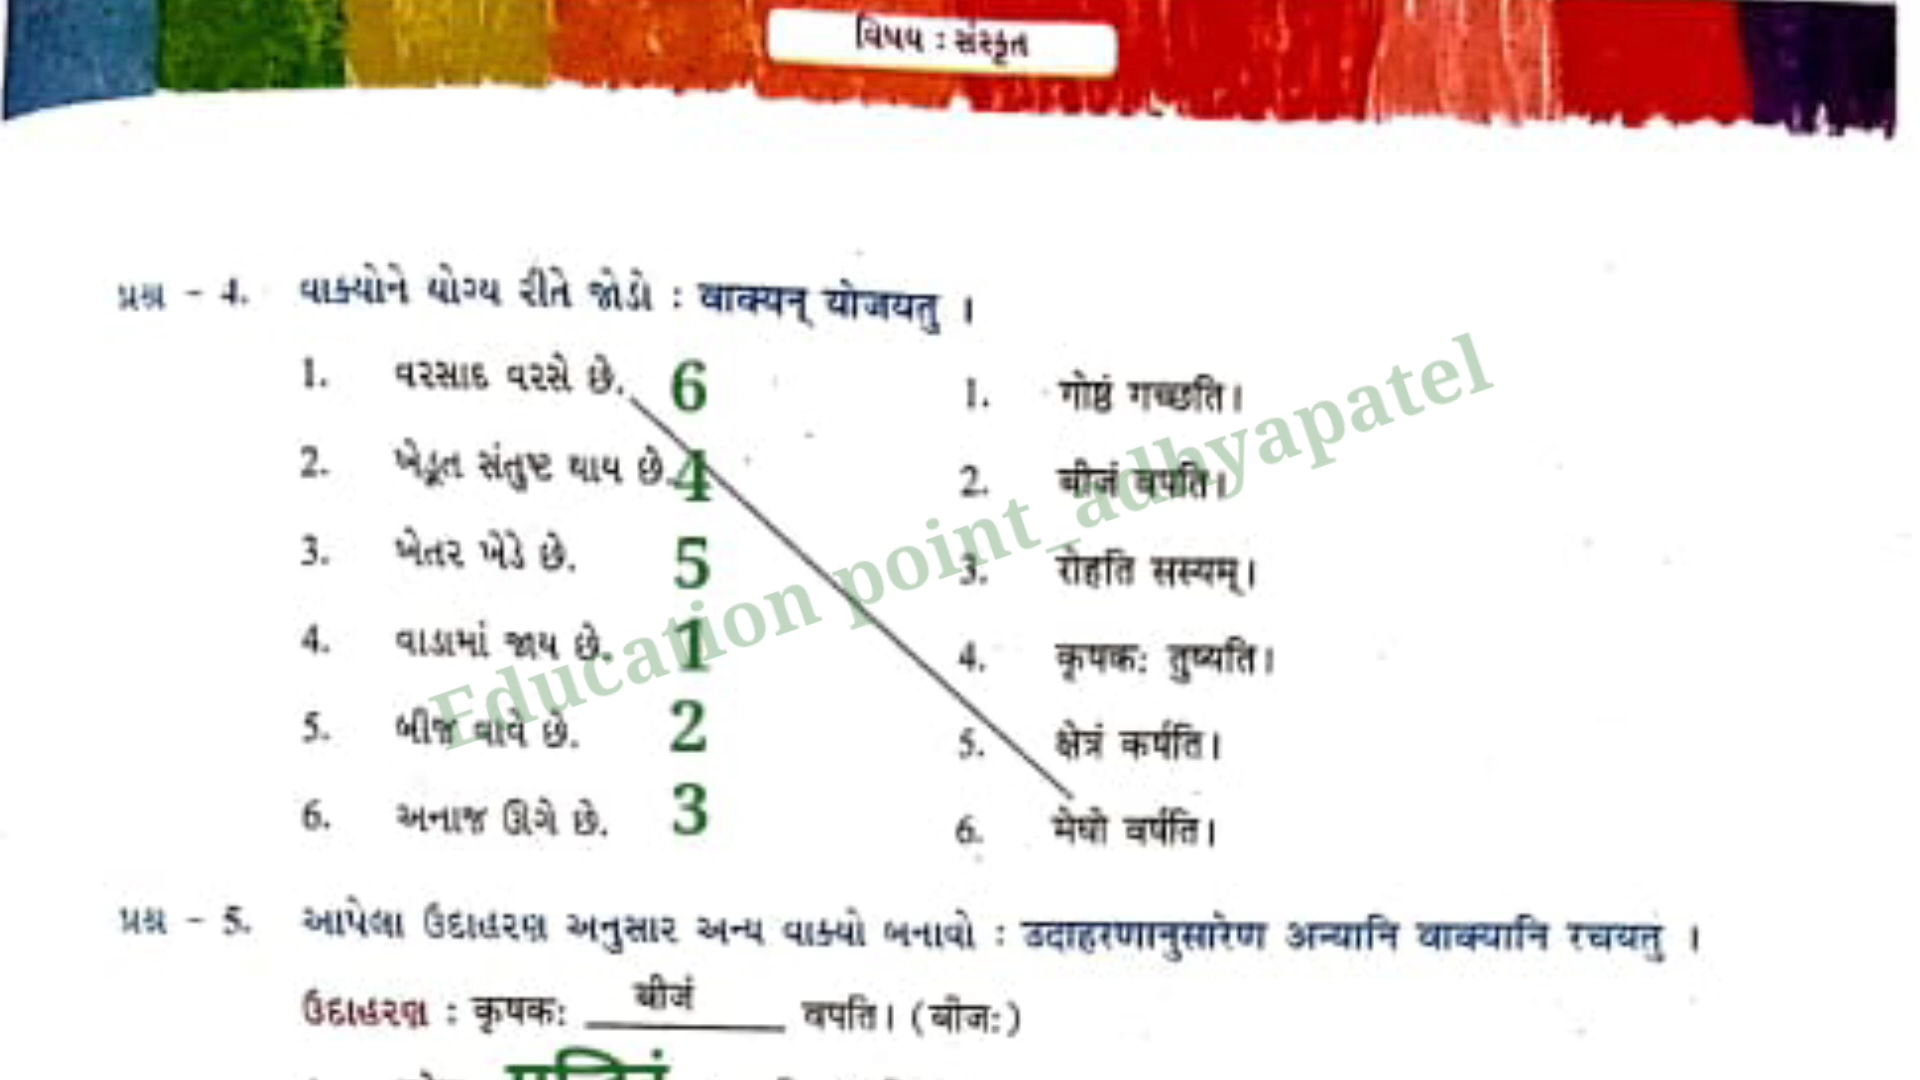 વિષય : સંસ્કૃત
પ્રશ્ન - 4. વાક્યોને યોગ્ય રીતે જોડો : वाक्यन् योजयतु ।
1. વરસાદ વરસે છે. 6 1. गोष्ठं गच्छति।
2. ખેડૂત સંતુષ્ટ થાય છે. 4 2. बीजं वपति।
3. ખેતર ખેડે છે. 5 3. रोहति सस्यम्।
4. વાડામાં જાય છે. 1 4. कृषक: तुष्यति।
5. બીજ વાવે છે. 2 5. क्षेत्रं कर्षति।
6. અનાજ ઊગે છે. 3 6. मेघो वर्षति।
Education point_adhyapatel
પ્રશ્ન - 5. આપેલા ઉદાહરણ અનુસાર અન્ય વાક્યો બનાવો : उदाहरणानुसारेण अन्यानि वाक्यानि रचयतु ।
ઉદાહરણ : कृषक: बीजं वपति। (बीज:)